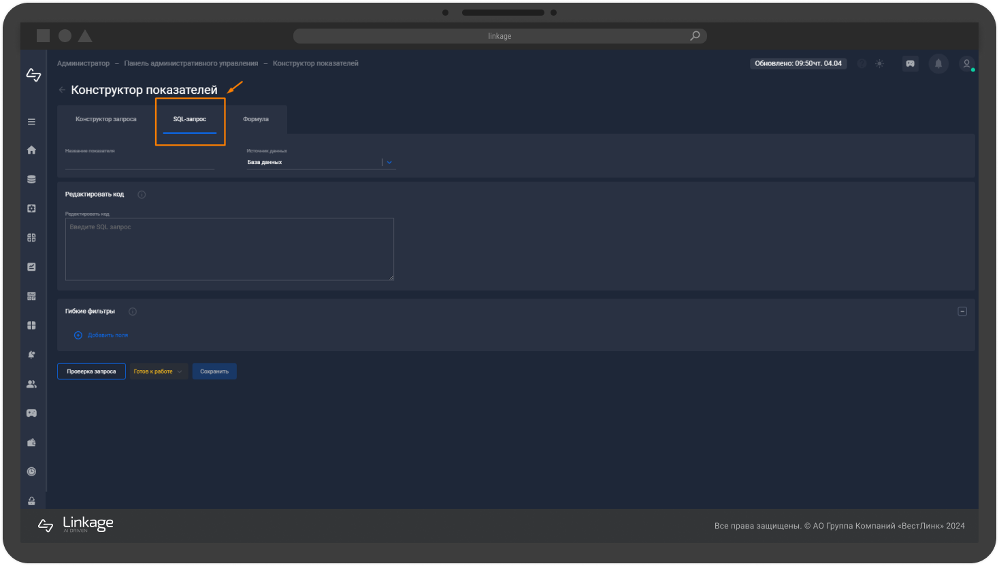 linkage
Администратор – Панель административного управления – Конструктор показателей
Обновлено: 09:50чт. 04.04
Конструктор показателей
Конструктор запроса SQL-запрос Формула
Название показателя Источник данных
База данных
Редактировать код
Редактировать код
Введите SQL запрос
Гибкие фильтры
Добавить поля
Проверка запроса Готов к работе Сохранить
Linkage
AI DRIVEN
Все права защищены. © АО Группа Компаний «ВестЛинк» 2024